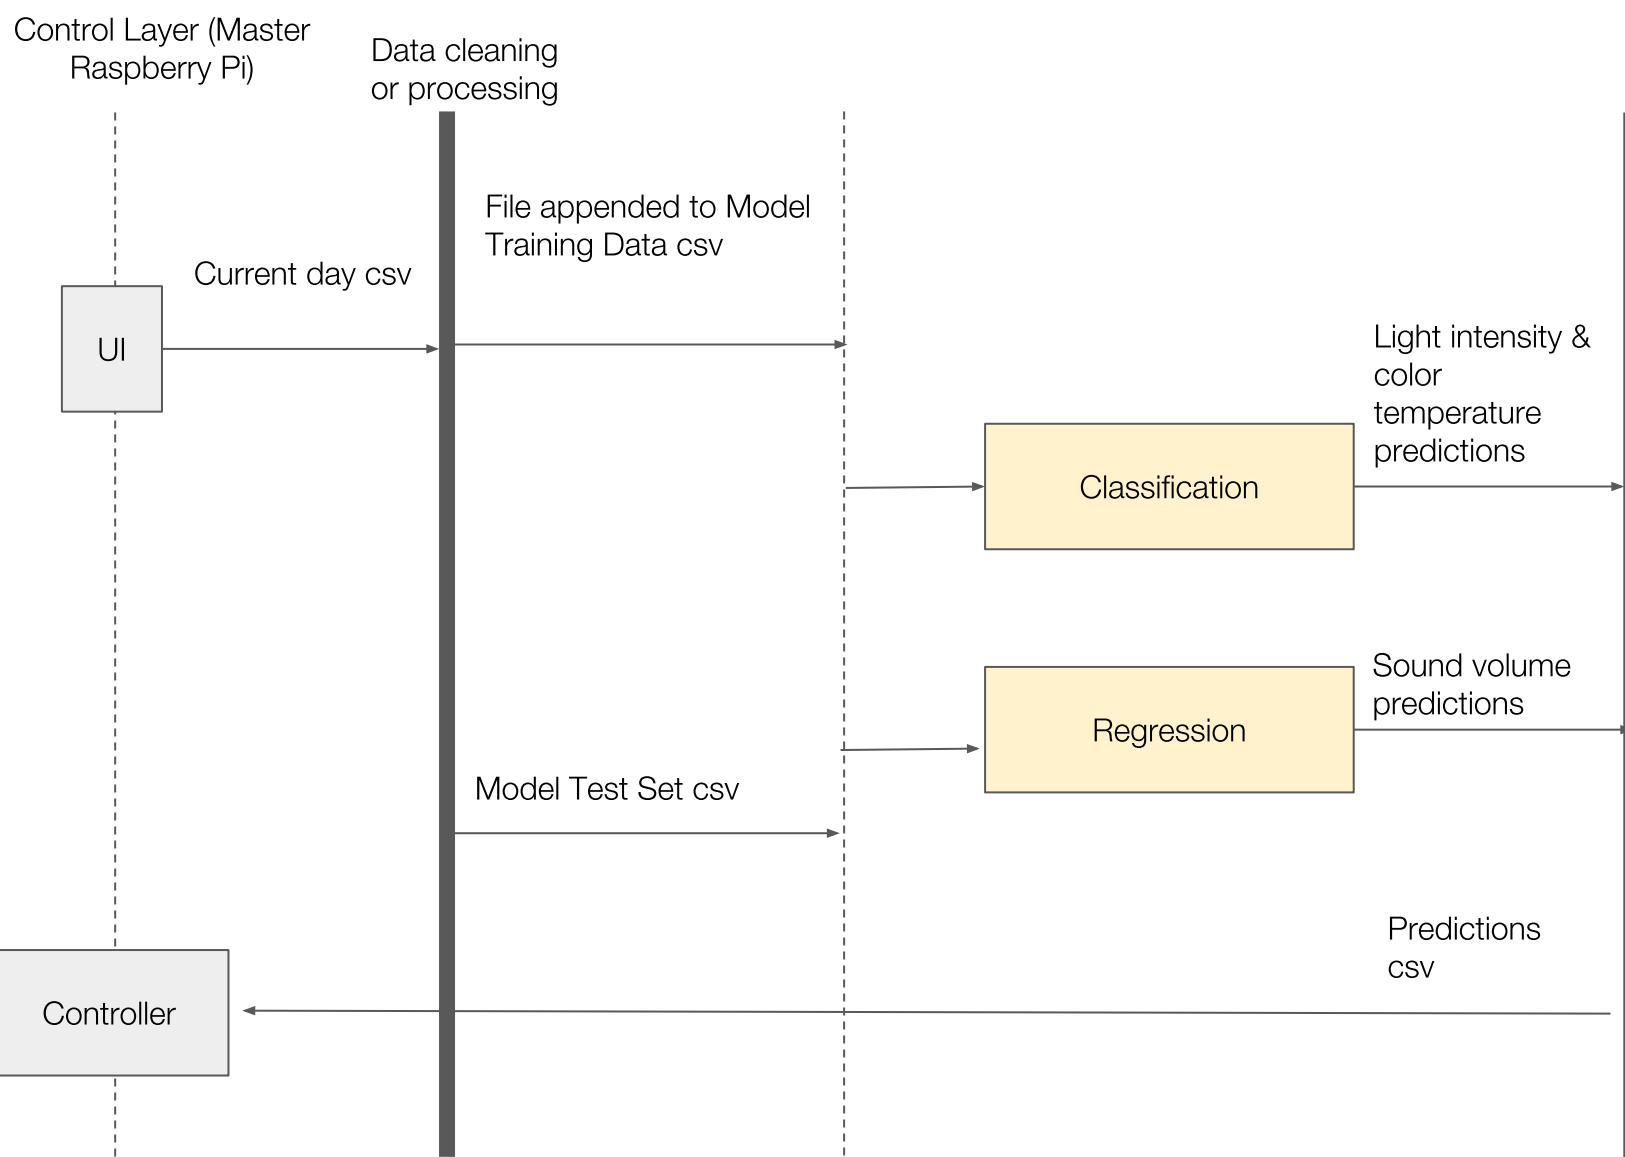 Control Layer (Master
Raspberry Pi)
Data cleaning
or processing
File appended to Model
Training Data csv
Current day csv
UI
Light intensity &
color
temperature
predictions
Classification
Sound volume
predictions
Regression
Model Test Set csv
Predictions
csv
Controller